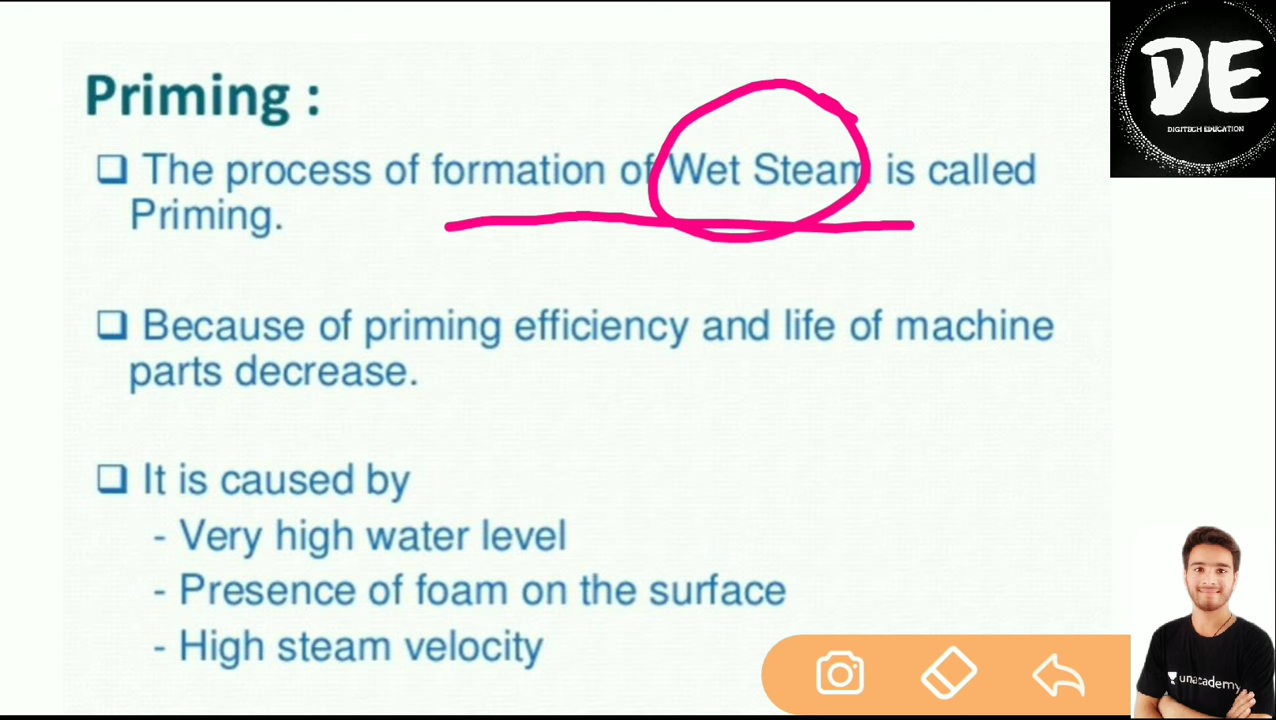 DE
DIGITECH EDUCATION
Priming :
❑ The process of formation of Wet Steam is called
Priming.
❑ Because of priming efficiency and life of machine
parts decrease.
❑ It is caused by
- Very high water level
- Presence of foam on the surface
- High steam velocity
unacademy